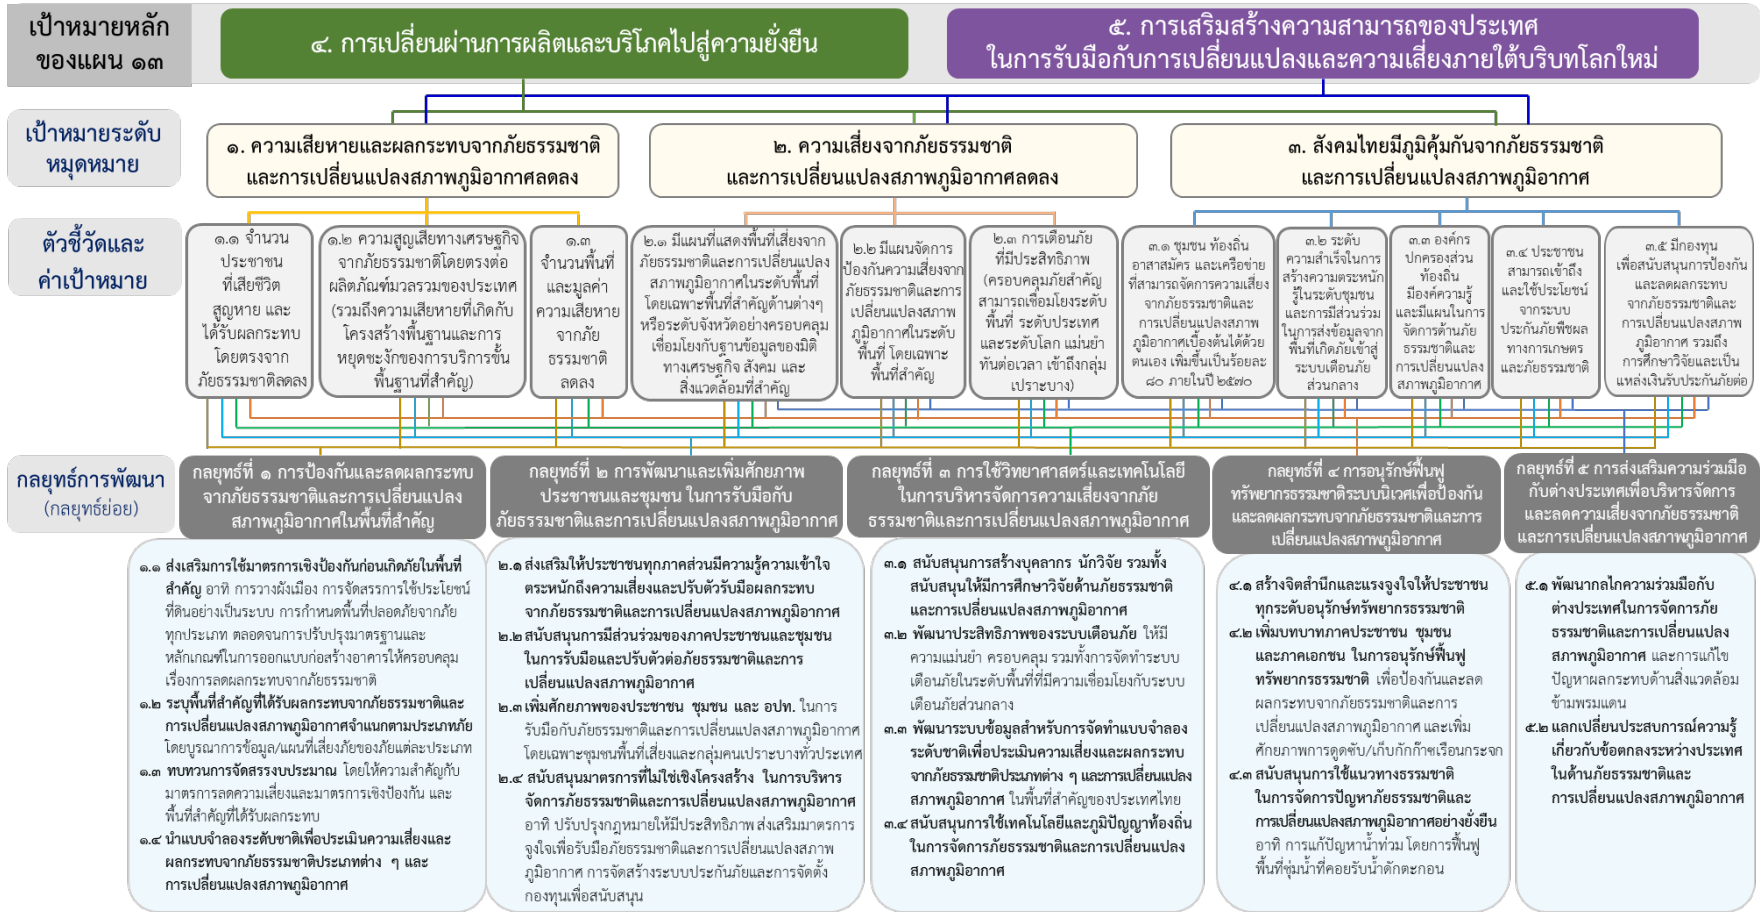 เป้าหมายหลัก
ของแผน ๑๓
๔. การเปลี่ยนผ่านการผลิตและบริโภคไปสู่ความยั่งยืน
๕. การเสริมสร้างความสามารถของประเทศ
ในการรับมือกับการเปลี่ยนแปลงและความเสี่ยงภายใต้บริบทโลกใหม่
เป้าหมายระดับ
หมุดหมาย
๑. ความเสียหายและผลกระทบจากภัยธรรมชาติ
และการเปลี่ยนแปลงสภาพภูมิอากาศลดลง
๒. ความเสี่ยงจากภัยธรรมชาติ
และการเปลี่ยนแปลงสภาพภูมิอากาศลดลง
๓. สังคมไทยมีภูมิคุ้มกันจากภัยธรรมชาติ
และการเปลี่ยนแปลงสภาพภูมิอากาศ
ตัวชี้วัดและ
ค่าเป้าหมาย
๑.๑ จำนวน
ประชาชน
ที่เสียชีวิต
สูญหาย และ
ได้รับผลกระทบ
โดยตรงจาก
ภัยธรรมชาติลดลง
๑.๒ ความสูญเสียทางเศรษฐกิจ
จากภัยธรรมชาติโดยตรงต่อ
ผลิตภัณฑ์มวลรวมของประเทศ
(รวมถึงความเสียหายที่เกิดกับ
โครงสร้างพื้นฐานและการ
หยุดชะงักของการบริการขั้น
พื้นฐานที่สำคัญ)
๑.๓
จำนวนพื้นที่
และมูลค่า
ความเสียหาย
จากภัย
ธรรมชาติ
ลดลง
๒.๑ มีแผนที่แสดงพื้นที่เสี่ยงจาก
ภัยธรรมชาติและการเปลี่ยนแปลง
สภาพภูมิอากาศในระดับพื้นที่
โดยเฉพาะพื้นที่สำคัญด้านต่างๆ
หรือระดับจังหวัดอย่างครอบคลุม
เชื่อมโยงกับฐานข้อมูลของมิติ
ทางเศรษฐกิจ สังคม และ
สิ่งแวดล้อมที่สำคัญ
๒.๒ มีแผนจัดการ
ป้องกันความเสี่ยงจาก
ภัยธรรมชาติและการ
เปลี่ยนแปลงสภาพ
ภูมิอากาศในระดับ
พื้นที่ โดยเฉพาะ
พื้นที่สำคัญ
๒.๓ การเตือนภัย
ที่มีประสิทธิภาพ
(ครอบคลุมภัยสำคัญ
สามารถเชื่อมโยงระดับ
พื้นที่ ระดับประเทศ
และระดับโลก แม่นยำ
ทันต่อเวลา เข้าถึงกลุ่ม
เปราะบาง)
๓.๑ ชุมชน ท้องถิ่น
อาสาสมัคร และเครือข่าย
ที่สามารถจัดการความเสี่ยง
จากภัยธรรมชาติและ
การเปลี่ยนแปลงสภาพ
ภูมิอากาศเบื้องต้นได้ด้วย
ตนเอง เพิ่มขึ้นเป็นร้อยละ
๘๐ ภายในปี ๒๕๗๐
๓.๒ ระดับ
ความสำเร็จในการ
สร้างความตระหนัก
รู้ในระดับชุมชน
และการมีส่วนร่วม
ในการส่งข้อมูลจาก
พื้นที่เกิดภัยเข้าสู่
ระบบเตือนภัย
ส่วนกลาง
๓.๓ องค์กร
ปกครองส่วน
ท้องถิ่น
มีองค์ความรู้
และมีแผนในการ
จัดการด้านภัย
ธรรมชาติและ
การเปลี่ยนแปลง
สภาพภูมิอากาศ
๓.๔ ประชาชน
สามารถเข้าถึง
และใช้ประโยชน์
จากระบบ
ประกันภัยพืชผล
ทางการเกษตร
และภัยธรรมชาติ
๓.๕ มีกองทุน
เพื่อสนับสนุนการป้องกัน
และลดผลกระทบ
จากภัยธรรมชาติและ
การเปลี่ยนแปลงสภาพ
ภูมิอากาศ รวมถึง
การศึกษาวิจัยและเป็น
แหล่งเงินรับประกันภัยต่อ
กลยุทธ์การพัฒนา
(กลยุทธ์ย่อย)
กลยุทธ์ที่ ๑ การป้องกันและลดผลกระทบ
จากภัยธรรมชาติและการเปลี่ยนแปลง
สภาพภูมิอากาศในพื้นที่สำคัญ
กลยุทธ์ที่ ๒ การพัฒนาและเพิ่มศักยภาพ
ประชาชนและชุมชน ในการรับมือกับ
ภัยธรรมชาติและการเปลี่ยนแปลงสภาพภูมิอากาศ
กลยุทธ์ที่ ๓ การใช้วิทยาศาสตร์และเทคโนโลยี
ในการบริหารจัดการความเสี่ยงจากภัย
ธรรมชาติและการเปลี่ยนแปลงสภาพภูมิอากาศ
กลยุทธ์ที่ ๔ การอนุรักษ์ฟื้นฟู
ทรัพยากรธรรมชาติระบบนิเวศเพื่อป้องกัน
และลดผลกระทบจากภัยธรรมชาติและการ
เปลี่ยนแปลงสภาพภูมิอากาศ
กลยุทธ์ที่ ๕ การส่งเสริมความร่วมมือ
กับต่างประเทศเพื่อบริหารจัดการ
และลดความเสี่ยงจากภัยธรรมชาติ
และการเปลี่ยนแปลงสภาพภูมิอากาศ
๑.๑ ส่งเสริมการใช้มาตรการเชิงป้องกันก่อนเกิดภัยในพื้นที่
สำคัญ อาทิ การวางผังเมือง การจัดสรรการใช้ประโยชน์
ที่ดินอย่างเป็นระบบ การกำหนดพื้นที่ปลอดภัยจากภัย
ทุกประเภท ตลอดจนการปรับปรุงมาตรฐานและ
หลักเกณฑ์ในการออกแบบก่อสร้างอาคารให้ครอบคลุม
เรื่องการลดผลกระทบจากภัยธรรมชาติ
๑.๒ ระบุพื้นที่สำคัญที่ได้รับผลกระทบจากภัยธรรมชาติและ
การเปลี่ยนแปลงสภาพภูมิอากาศจำแนกตามประเภทภัย
โดยบูรณาการข้อมูล/แผนที่เสี่ยงภัยของภัยแต่ละประเภท
๑.๓ ทบทวนการจัดสรรงบประมาณ โดยให้ความสำคัญกับ
มาตรการลดความเสี่ยงและมาตรการเชิงป้องกัน และ
พื้นที่สำคัญที่ได้รับผลกระทบ
๑.๔ นำแบบจำลองระดับชาติเพื่อประเมินความเสี่ยงและ
ผลกระทบจากภัยธรรมชาติประเภทต่าง ๆ และ
การเปลี่ยนแปลงสภาพภูมิอากาศ
๒.๑ ส่งเสริมให้ประชาชนทุกภาคส่วนมีความรู้ความเข้าใจ
ตระหนักถึงความเสี่ยงและปรับตัวรับมือผลกระทบ
จากภัยธรรมชาติและการเปลี่ยนแปลงสภาพภูมิอากาศ
๒.๒ สนับสนุนการมีส่วนร่วมของภาคประชาชนและชุมชน
ในการรับมือและปรับตัวต่อภัยธรรมชาติและการ
เปลี่ยนแปลงสภาพภูมิอากาศ
๒.๓ เพิ่มศักยภาพของประชาชน ชุมชน และ อปท. ในการ
รับมือกับภัยธรรมชาติและการเปลี่ยนแปลงสภาพภูมิอากาศ
โดยเฉพาะชุมชนพื้นที่เสี่ยงและกลุ่มคนเปราะบางทั่วประเทศ
๒.๔ สนับสนุนมาตรการที่ไม่ใช่เชิงโครงสร้าง ในการบริหาร
จัดการภัยธรรมชาติและการเปลี่ยนแปลงสภาพภูมิอากาศ
อาทิ ปรับปรุงกฎหมายให้มีประสิทธิภาพ ส่งเสริมมาตรการ
จูงใจเพื่อรับมือภัยธรรมชาติและการเปลี่ยนแปลงสภาพ
ภูมิอากาศ การจัดสร้างระบบประกันภัยและการจัดตั้ง
กองทุนเพื่อสนับสนุน
๓.๑ สนับสนุนการสร้างบุคลากร นักวิจัย รวมทั้ง
สนับสนุนให้มีการศึกษาวิจัยด้านภัยธรรมชาติ
และการเปลี่ยนแปลงสภาพภูมิอากาศ
๓.๒ พัฒนาประสิทธิภาพของระบบเตือนภัย ให้มี
ความแม่นยำ ครอบคลุม รวมทั้งการจัดทำระบบ
เตือนภัยในระดับพื้นที่ที่มีความเชื่อมโยงกับระบบ
เตือนภัยส่วนกลาง
๓.๓ พัฒนาระบบข้อมูลสำหรับการจัดทำแบบจำลอง
ระดับชาติเพื่อประเมินความเสี่ยงและผลกระทบ
จากภัยธรรมชาติประเภทต่าง ๆ และการเปลี่ยนแปลง
สภาพภูมิอากาศ ในพื้นที่สำคัญของประเทศไทย
๓.๔ สนับสนุนการใช้เทคโนโลยีและภูมิปัญญาท้องถิ่น
ในการจัดการภัยธรรมชาติและการเปลี่ยนแปลง
สภาพภูมิอากาศ
๔.๑ สร้างจิตสำนึกและแรงจูงใจให้ประชาชน
ทุกระดับอนุรักษ์ทรัพยากรธรรมชาติ
๔.๒ เพิ่มบทบาทภาคประชาชน ชุมชน
และภาคเอกชน ในการอนุรักษ์ฟื้นฟู
ทรัพยากรธรรมชาติ เพื่อป้องกันและลด
ผลกระทบจากภัยธรรมชาติและการ
เปลี่ยนแปลงสภาพภูมิอากาศ และเพิ่ม
ศักยภาพการดูดซับ/เก็บกักก๊าซเรือนกระจก
๔.๓ สนับสนุนการใช้แนวทางธรรมชาติ
ในการจัดการปัญหาภัยธรรมชาติและ
การเปลี่ยนแปลงสภาพภูมิอากาศอย่างยั่งยืน
อาทิ การแก้ปัญหาน้ำท่วม โดยการฟื้นฟู
พื้นที่ชุ่มน้ำที่คอยรับน้ำดักตะกอน
๕.๑ พัฒนากลไกความร่วมมือกับ
ต่างประเทศในการจัดการภัย
ธรรมชาติและการเปลี่ยนแปลง
สภาพภูมิอากาศ และการแก้ไข
ปัญหาผลกระทบด้านสิ่งแวดล้อม
ข้ามพรมแดน
๕.๒ แลกเปลี่ยนประสบการณ์ความรู้
เกี่ยวกับข้อตกลงระหว่างประเทศ
ในด้านภัยธรรมชาติและ
การเปลี่ยนแปลงสภาพภูมิอากาศ